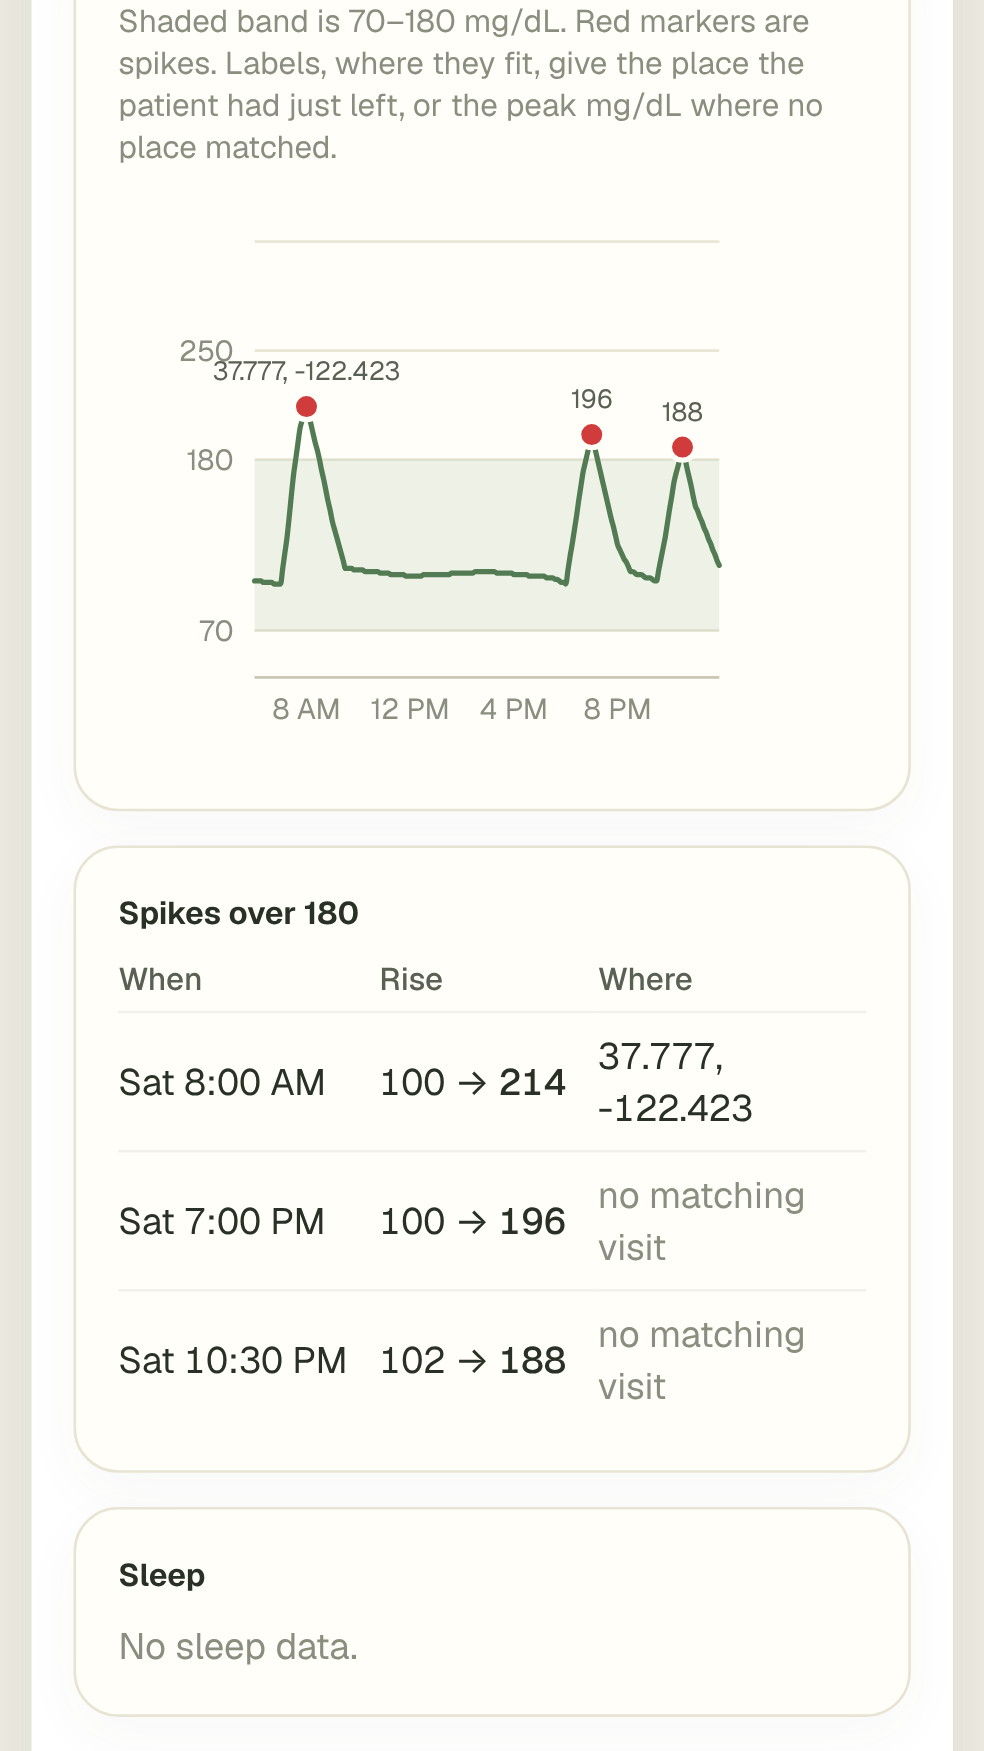 Shaded band is 70–180 mg/dL. Red markers are
spikes. Labels, where they fit, give the place the
patient had just left, or the peak mg/dL where no
place matched.
250
37.777, -122.423
196
188
180
70
8 AM 12 PM 4 PM 8 PM
Spikes over 180
When Rise Where
Sat 8:00 AM 100 → 214 37.777,
-122.423
Sat 7:00 PM 100 → 196 no matching
visit
Sat 10:30 PM 102 → 188 no matching
visit
Sleep
No sleep data.